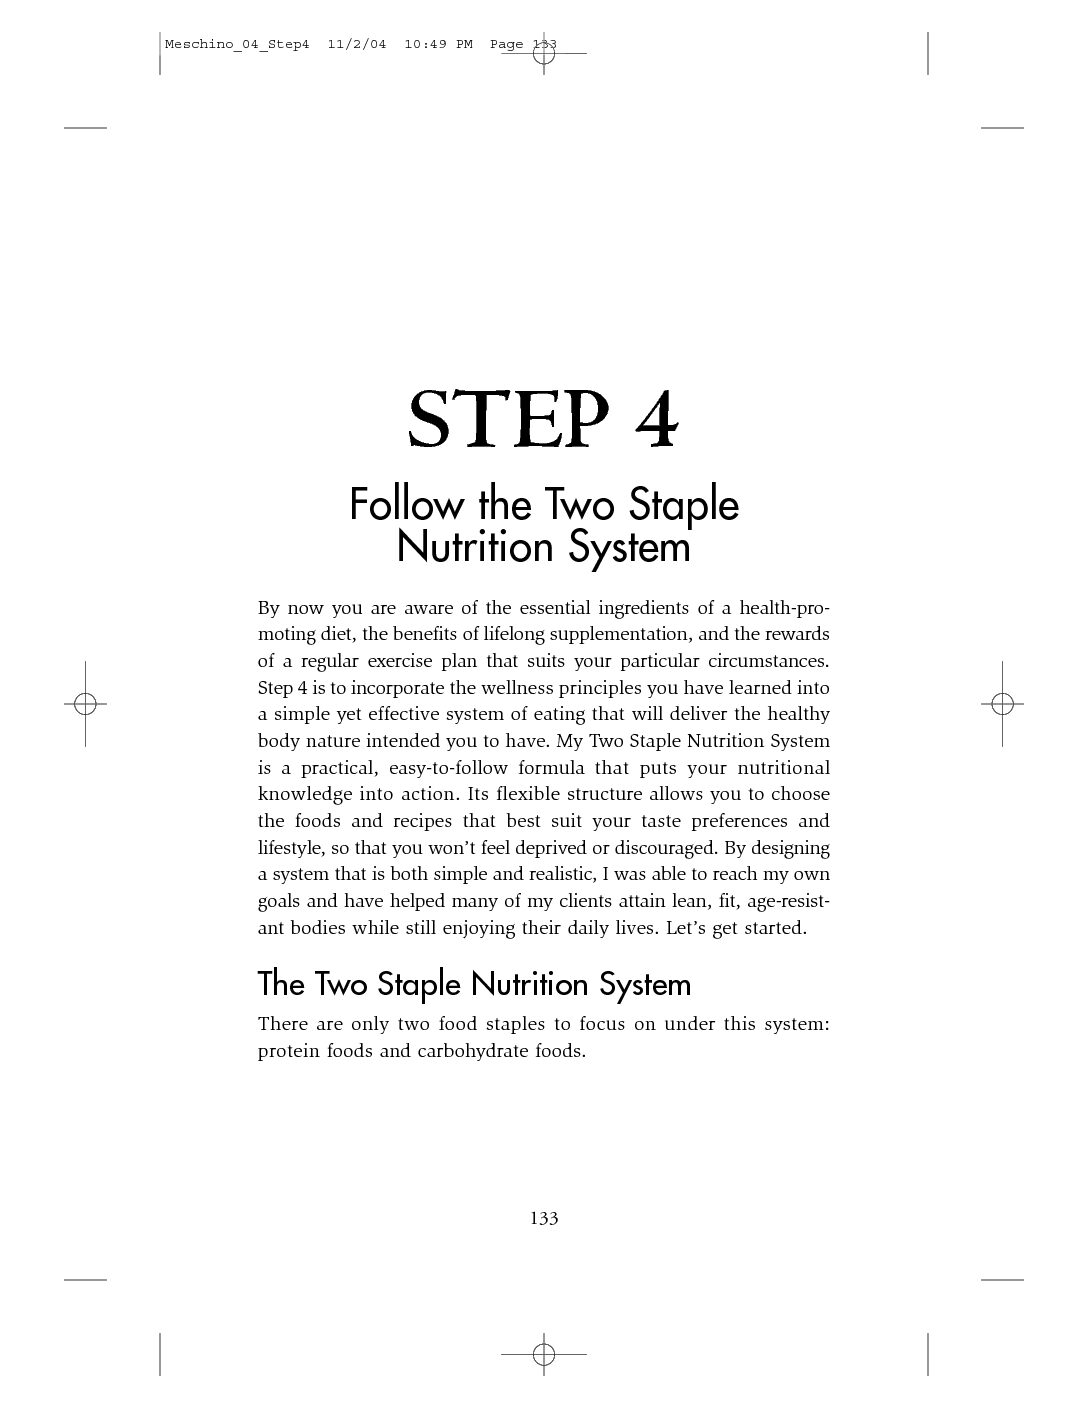 Meschino_04_Step4  11/2/04  10:49 PM  Page 133
STEP 4
Follow the Two Staple
Nutrition System
By now you are aware of the essential ingredients of a health-pro-
moting diet, the benefits of lifelong supplementation, and the rewards
of a regular exercise plan that suits your particular circumstances.
Step 4 is to incorporate the wellness principles you have learned into
a simple yet effective system of eating that will deliver the healthy
body nature intended you to have. My Two Staple Nutrition System
is a practical, easy-to-follow formula that puts your nutritional
knowledge into action. Its flexible structure allows you to choose
the foods and recipes that best suit your taste preferences and
lifestyle, so that you won’t feel deprived or discouraged. By designing
a system that is both simple and realistic, I was able to reach my own
goals and have helped many of my clients attain lean, fit, age-resist-
ant bodies while still enjoying their daily lives. Let’s get started.
The Two Staple Nutrition System
There are only two food staples to focus on under this system:
protein foods and carbohydrate foods.
133